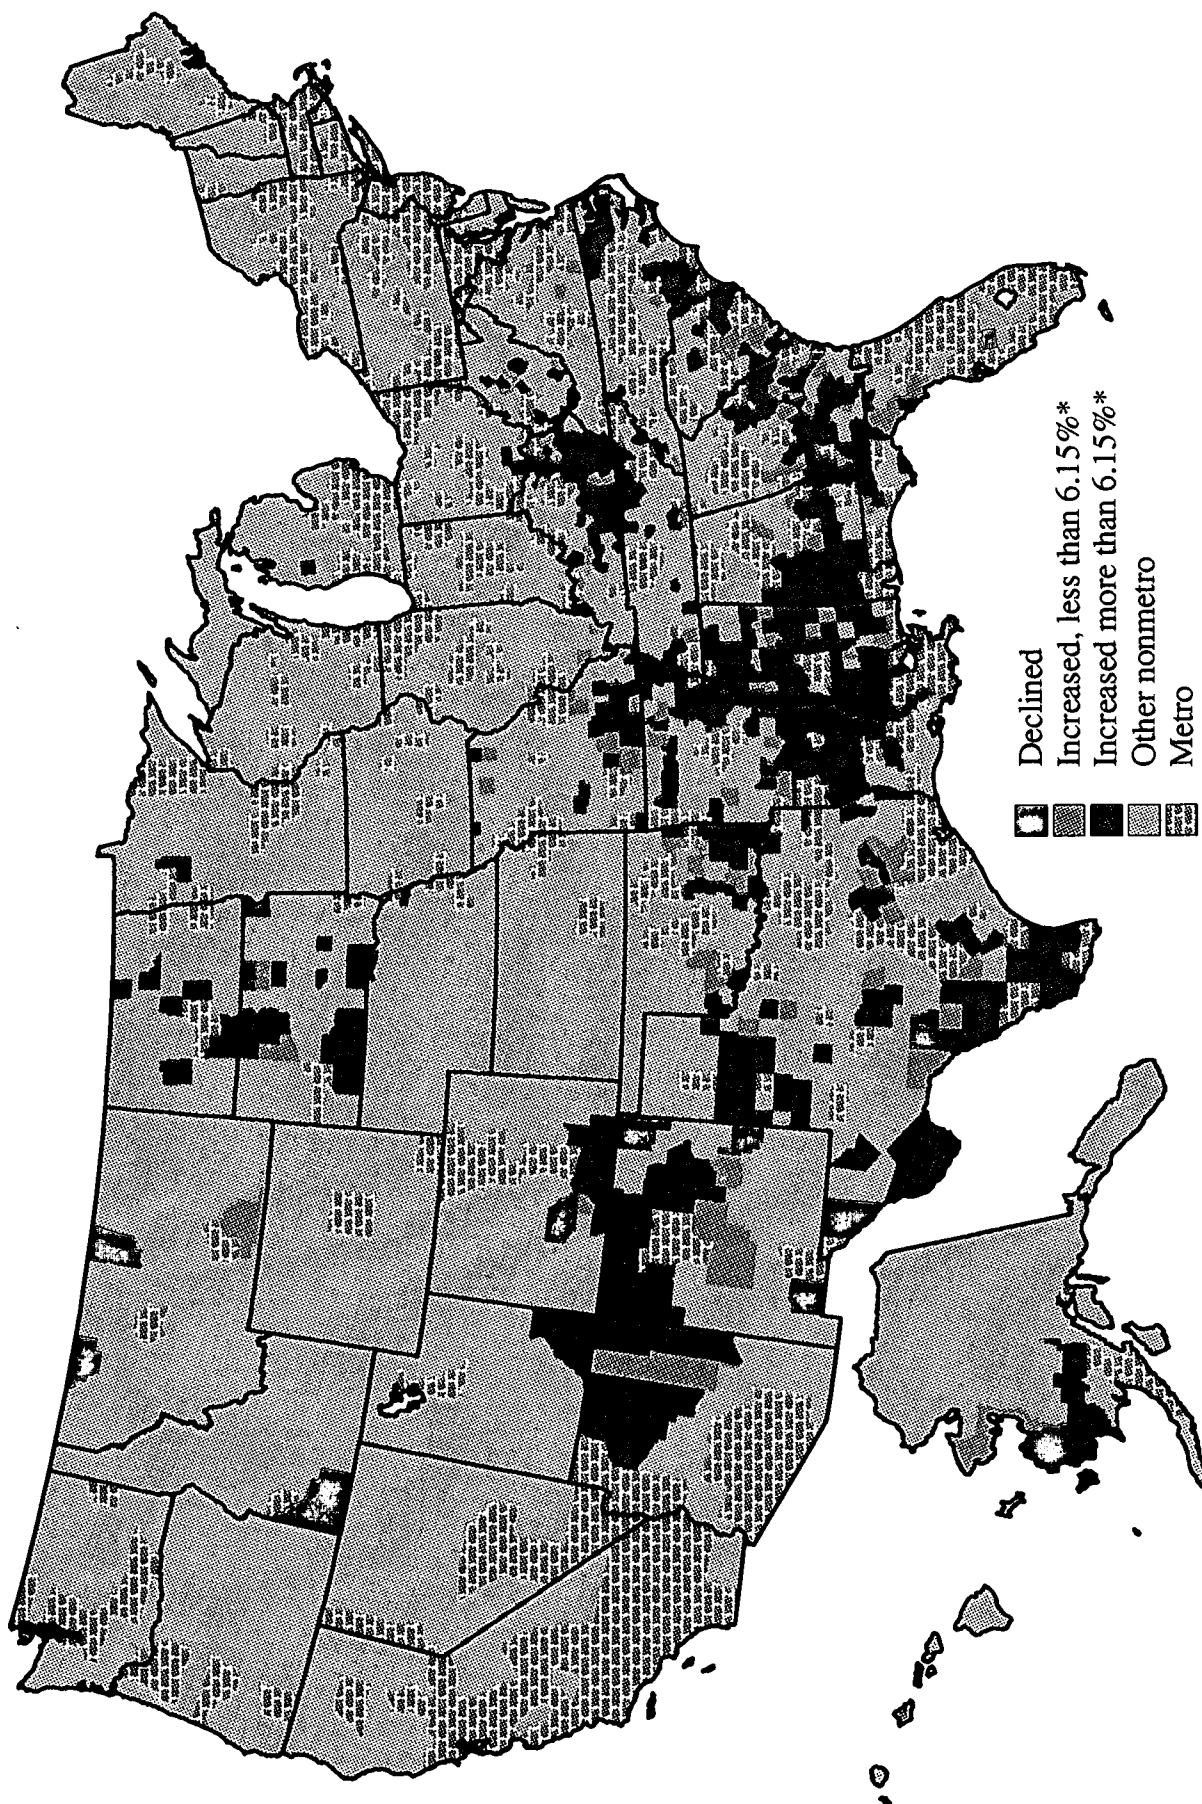 Declined
Increased, less than 6.15%*
Increased more than 6.15%*
Other nonmetro
Metro